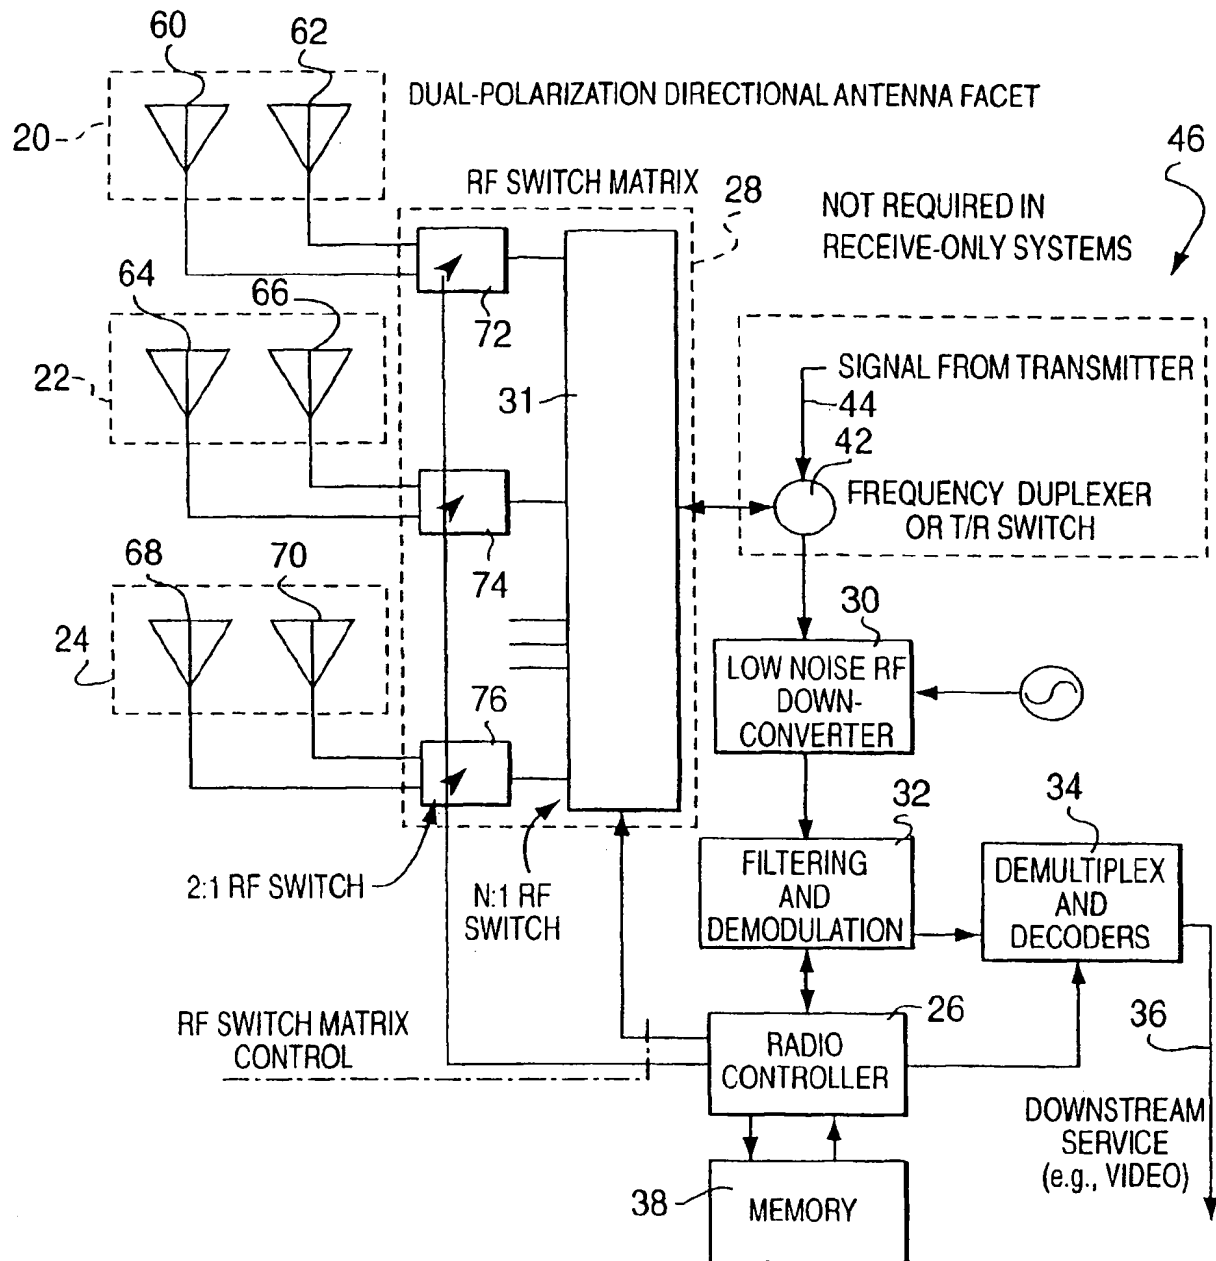 60
62
DUAL-POLARIZATION DIRECTIONAL ANTENNA FACET
20
46
RF SWITCH MATRIX
28
NOT REQUIRED IN
RECEIVE-ONLY SYSTEMS
64
66
72
22
31
SIGNAL FROM TRANSMITTER
44
42
FREQUENCY DUPLEXER
OR T/R SWITCH
74
68
70
24
30
LOW NOISE RF
DOWN-
CONVERTER
76
32
34
2:1 RF SWITCH
N:1 RF
SWITCH
FILTERING
AND
DEMODULATION
DEMULTIPLEX
AND
DECODERS
RF SWITCH MATRIX
CONTROL
26
36
RADIO
CONTROLLER
DOWNSTREAM
SERVICE
(e.g., VIDEO)
38
MEMORY